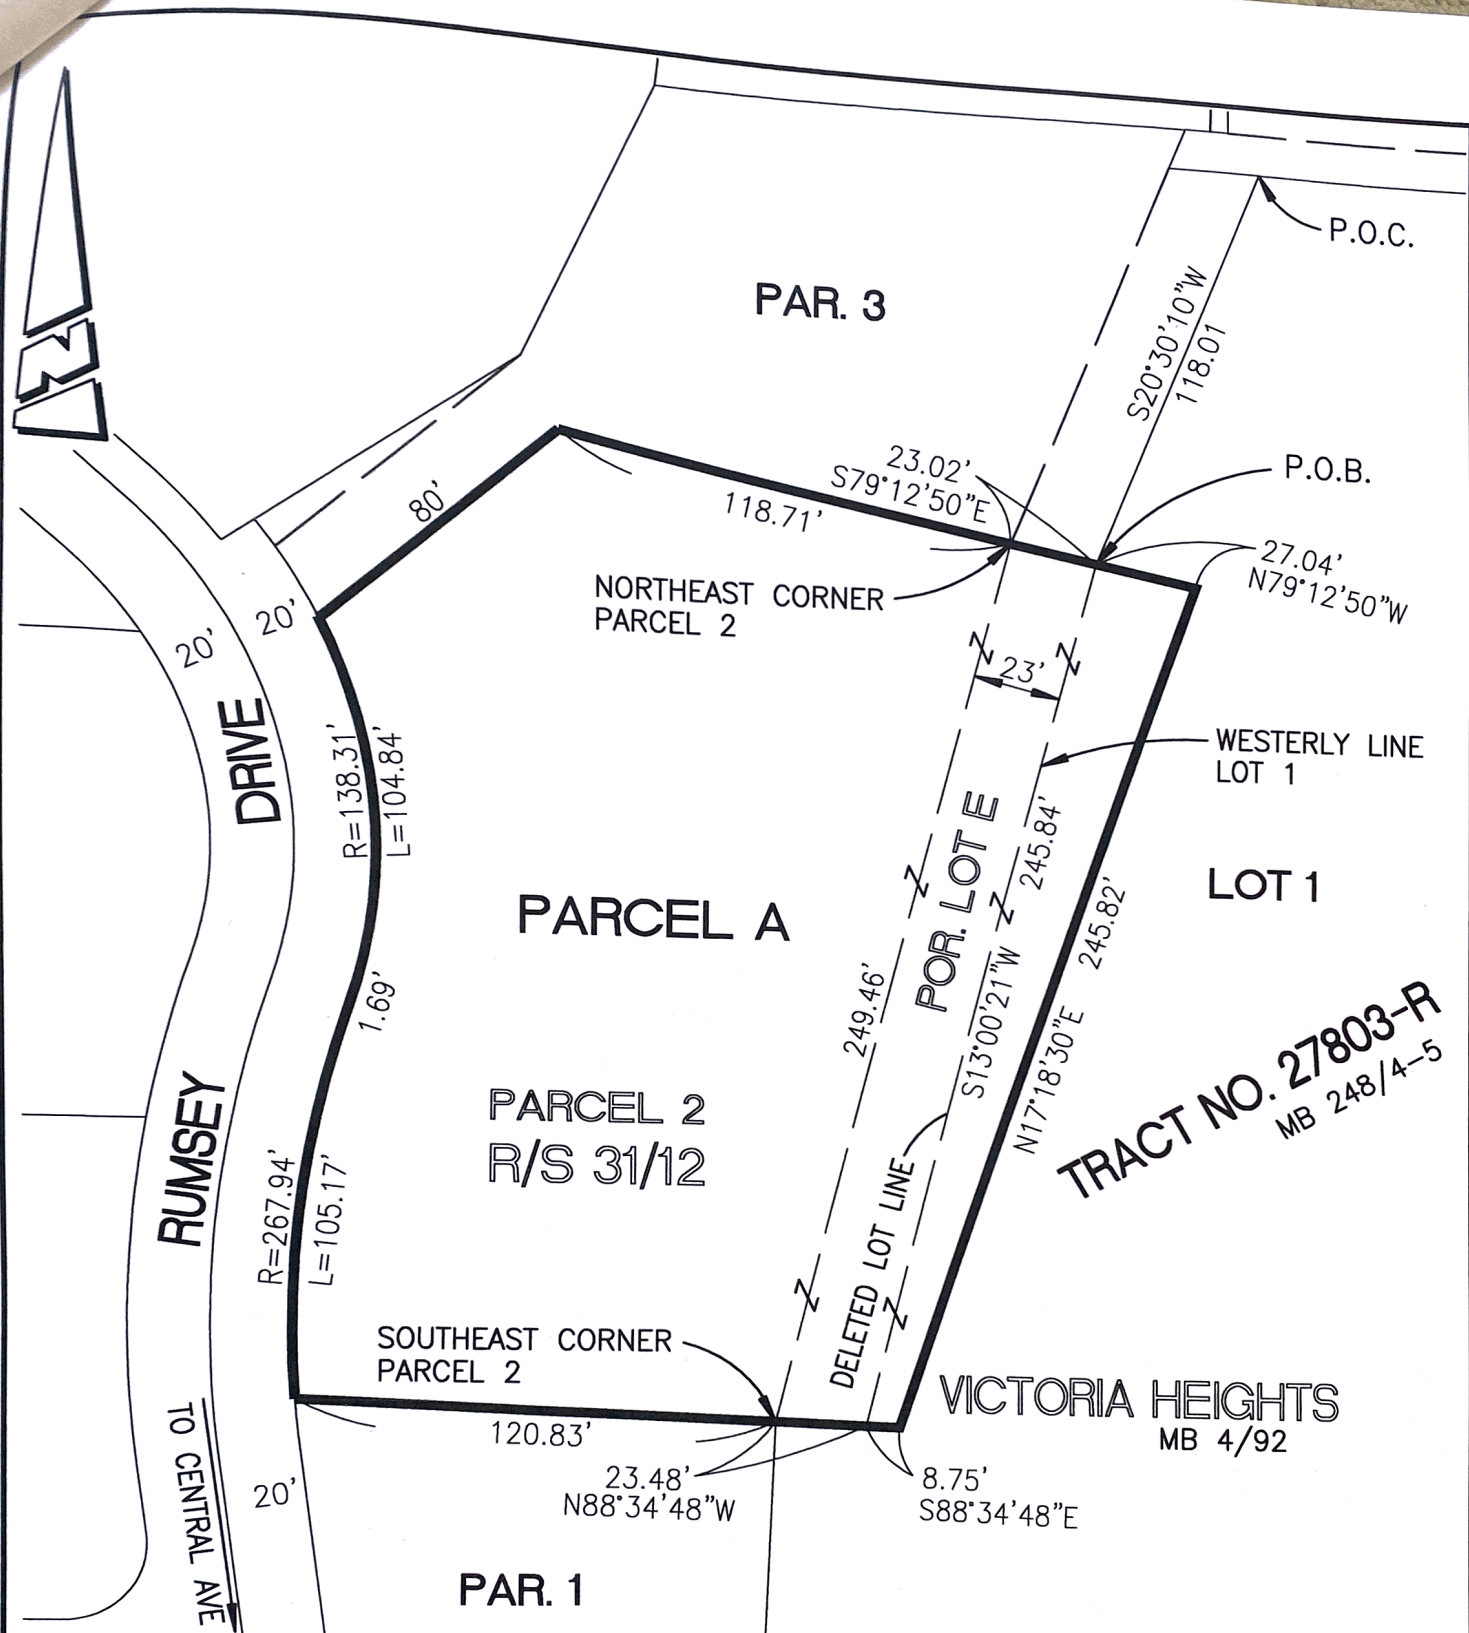 N
P.O.C.
PAR. 3
S20°30'10"W
118.01
23.02'
S79°12'50"E
P.O.B.
80'
118.71'
27.04'
N79°12'50"W
NORTHEAST CORNER
PARCEL 2
20'
20'
23'
DRIVE
R=138.31'
L=104.84'
WESTERLY LINE
LOT 1
POR. LOT E
245.84'
LOT 1
PARCEL A
245.82'
249.46'
S13°00'21"W
1.69'
N17°18'30"E
TRACT NO. 27803-R
MB 248/4-5
PARCEL 2
R/S 31/12
RUMSEY
R=267.94'
L=105.17'
DELETED LOT LINE
SOUTHEAST CORNER
PARCEL 2
VICTORIA HEIGHTS
MB 4/92
120.83'
TO CENTRAL AVE
20'
23.48'
N88°34'48"W
8.75'
S88°34'48"E
PAR. 1